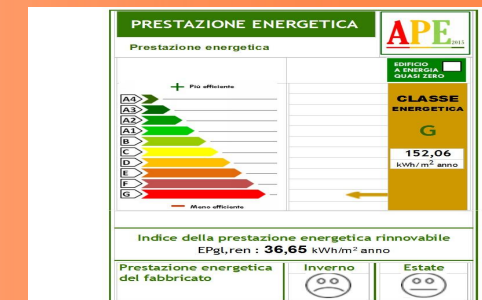 PRESTAZIONE ENERGETICA
APE 2015
Prestazione energetica
EDIFICIO
A ENERGIA
QUASI ZERO
Più efficiente
CLASSE
ENERGETICA
G
152,06
kWh/m² anno
A4
A3
A2
A1
B
C
D
E
F
G
Meno efficiente
Indice della prestazione energetica rinnovabile
EPgl,ren : 36,65 kWh/m² anno
Prestazione energetica
del fabbricato
Inverno
Estate